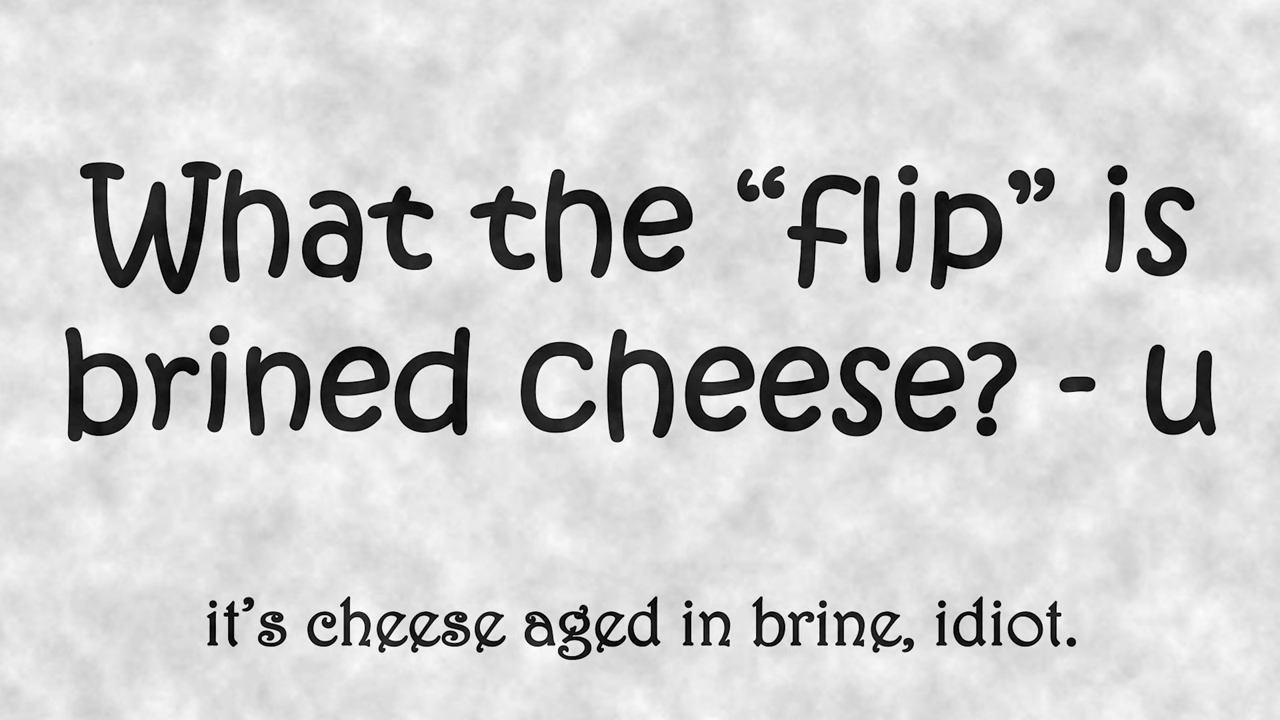 What the “flip” is
brined cheese? - u
it’s cheese aged in brine, idiot.